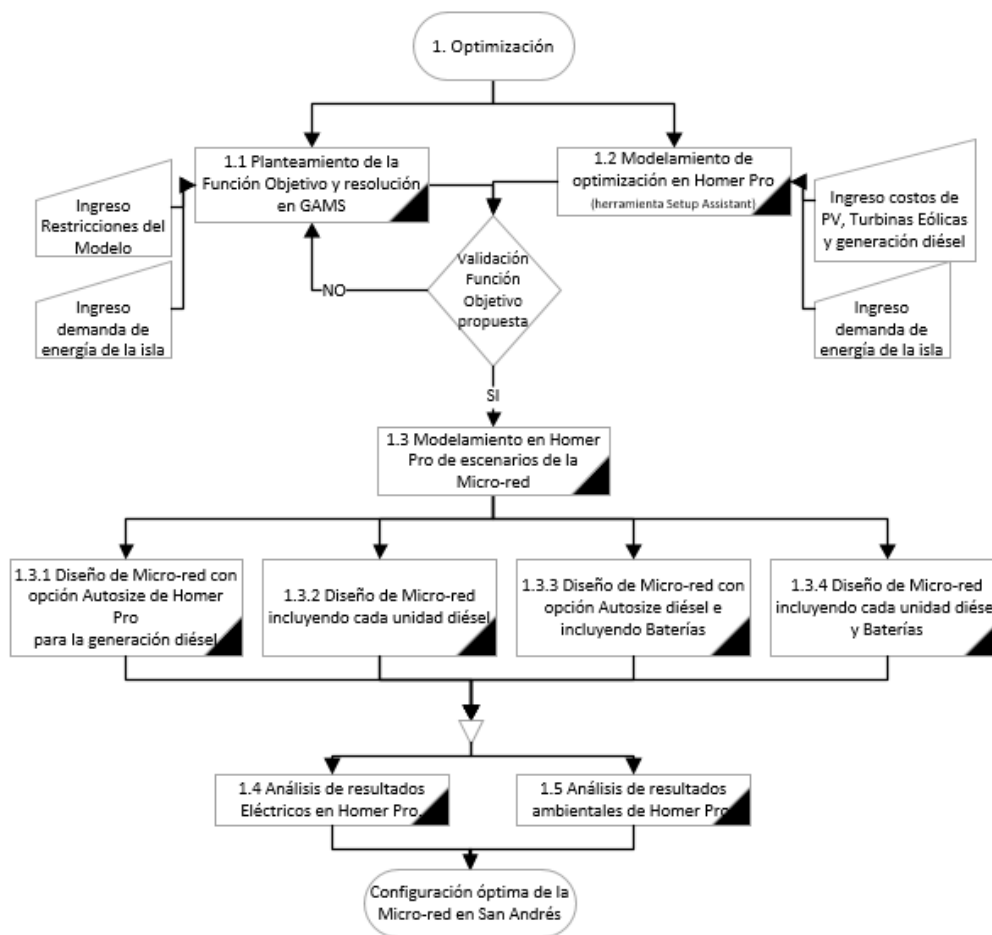 1. Optimización
1.1 Planteamiento de la
Función Objetivo y resolución
en GAMS
1.2 Modelamiento de
optimización en Homer Pro
(herramienta Setup Assistant)
Ingreso
Restricciones del
Modelo
Ingreso
demanda de
energía de la isla
Ingreso costos de
PV, Turbinas Eólicas
y generación diésel
Ingreso
demanda de
energía de la isla
Validación
Función
Objetivo
propuesta
NO
SI
1.3 Modelamiento en Homer
Pro de escenarios de la
Micro-red
1.3.1 Diseño de Micro-red con
opción Autosize de Homer
Pro
para la generación diésel
1.3.2 Diseño de Micro-red
incluyendo cada unidad diésel
1.3.3 Diseño de Micro-red con
opción Autosize diésel e
incluyendo Baterías
1.3.4 Diseño de Micro-red
incluyendo cada unidad diésel
y Baterías
1.4 Análisis de resultados
Eléctricos en Homer Pro.
1.5 Análisis de resultados
ambientales de Homer Pro
Configuración óptima de la
Micro-red en San Andrés